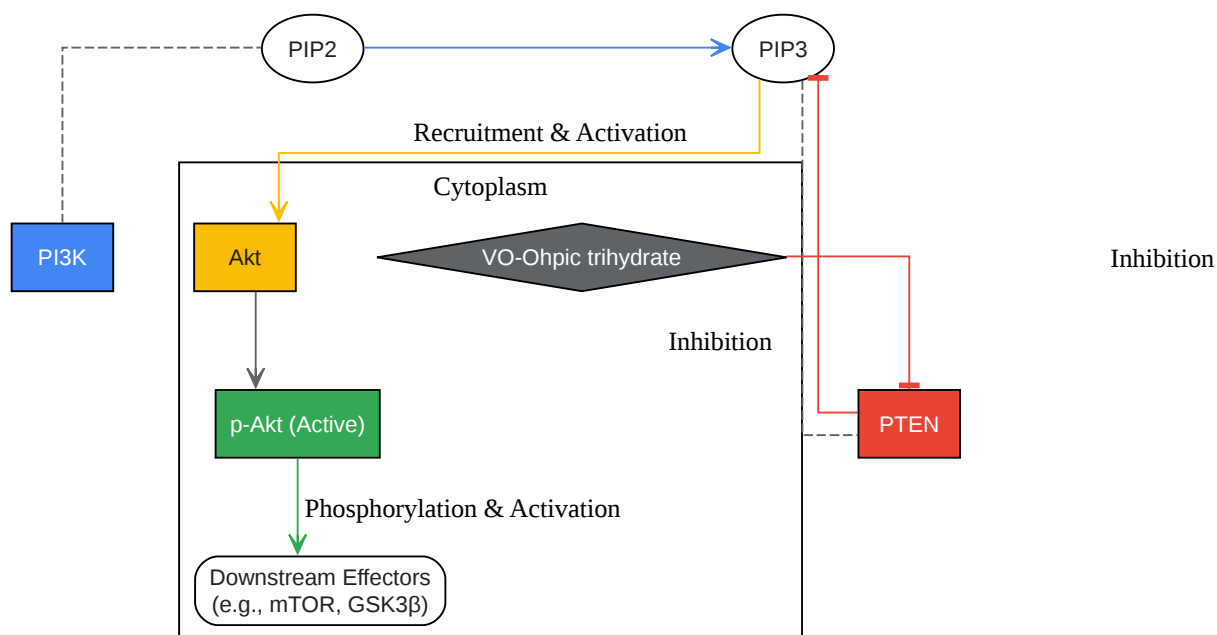 PIP2
PIP3
Recruitment & Activation
Cytoplasm
PI3K
Akt
VO-Ohpic trihydrate
Inhibition
Inhibition
p-Akt (Active)
PTEN
Phosphorylation & Activation
Downstream Effectors
(e.g., mTOR, GSK3β)